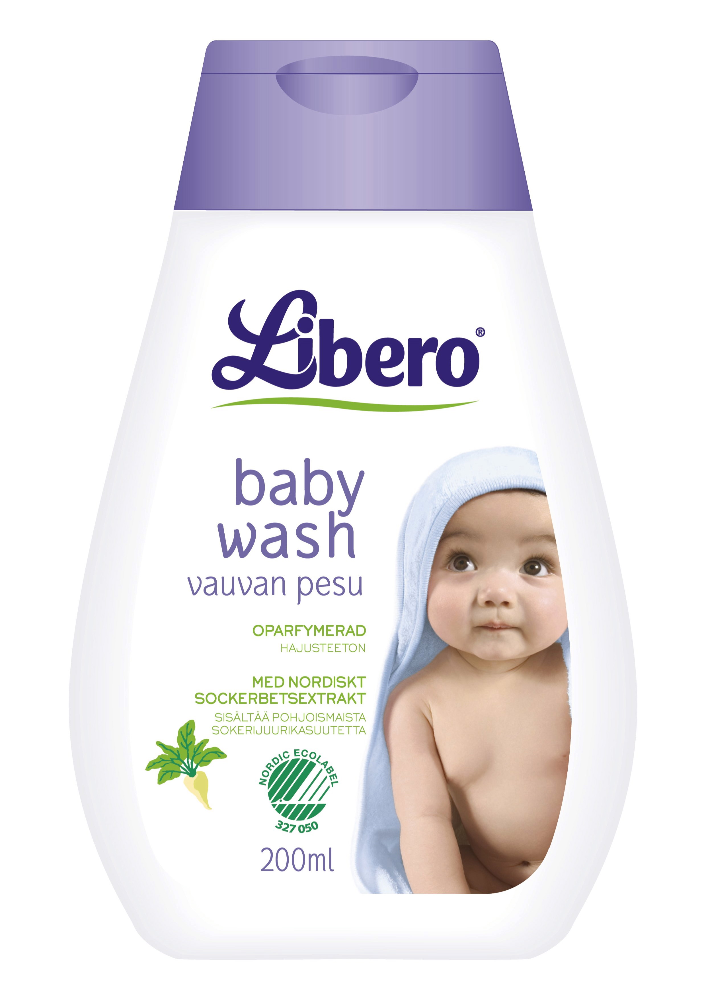 Libero®
baby
wash
vauvan pesu
OPARFYMERAD
HAJUSTEETON
MED NORDISKT
SOCKERBETSEXTRAKT
SISÄLTÄÄ POHJOISMAISTA
SOKERIJUURIKASUUTETTA
NORDIC ECOLABEL
327 050
200ml